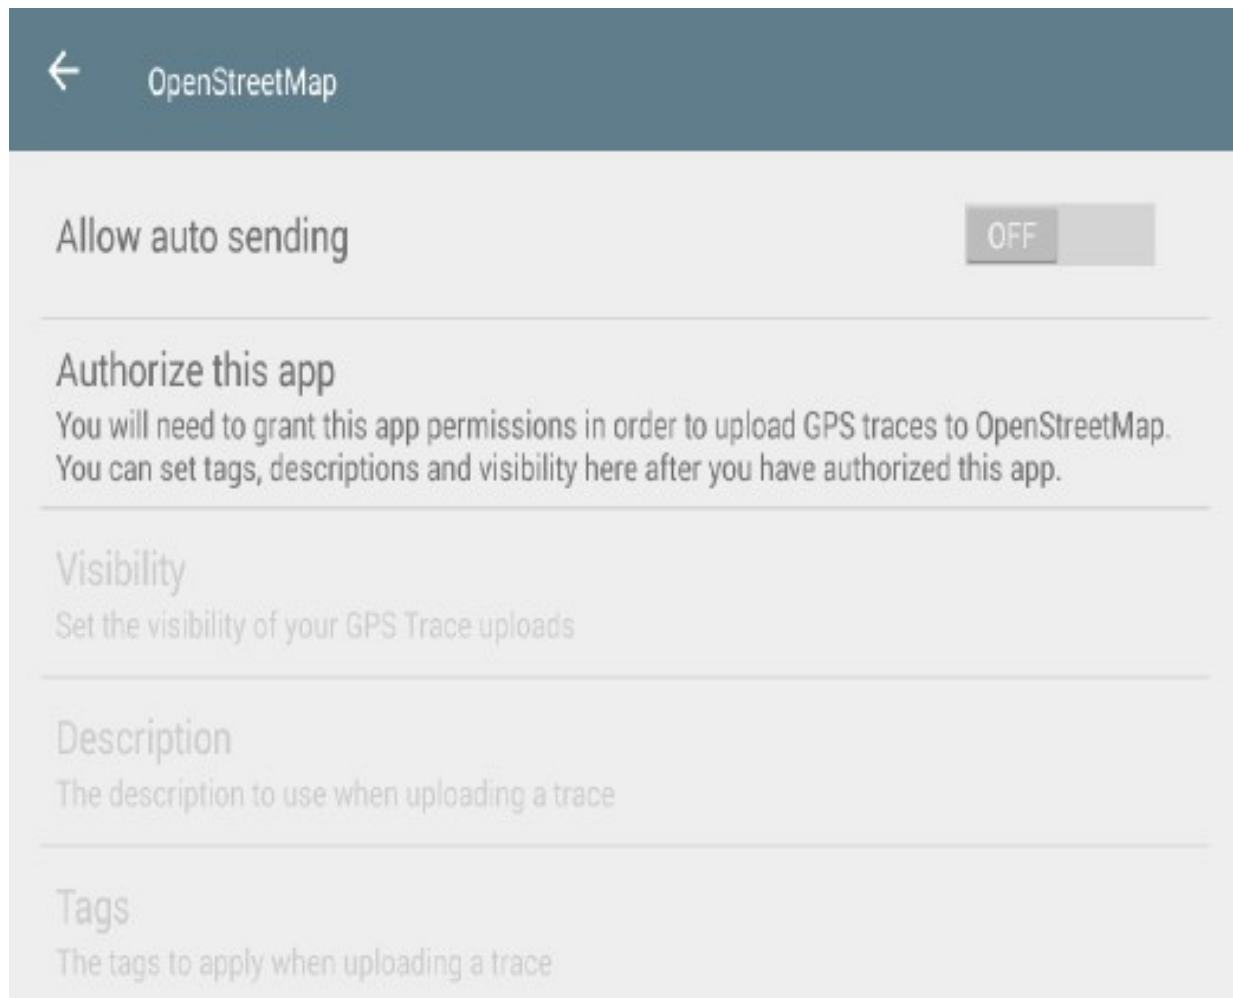 OpenStreetMap
Allow auto sending
OFF
Authorize this app
You will need to grant this app permissions in order to upload GPS traces to OpenStreetMap.
You can set tags, descriptions and visibility here after you have authorized this app.
Visibility
Set the visibility of your GPS Trace uploads
Description
The description to use when uploading a trace
Tags
The tags to apply when uploading a trace